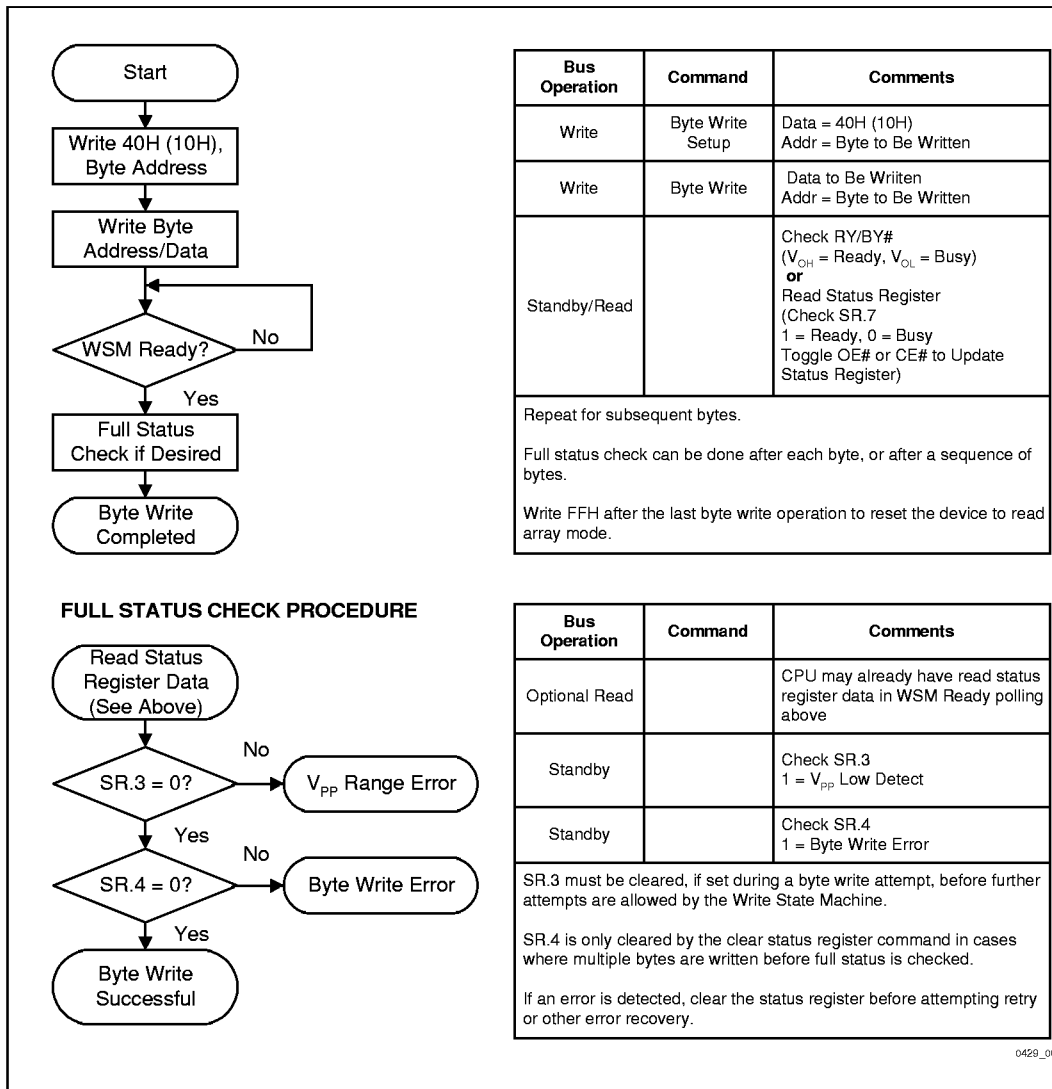 Start
Write 40H (10H),
Byte Address
Write Byte
Address/Data
WSM Ready?
No
Yes
Full Status
Check if Desired
Byte Write
Completed
Bus
Operation
Command
Comments
Write
Byte Write
Setup
Data = 40H (10H)
Addr = Byte to Be Written
Write
Byte Write
Data to Be Wriiten
Addr = Byte to Be Written
Standby/Read
Check RY/BY#
(VOH = Ready, VOL = Busy)
or
Read Status Register
(Check SR.7
1 = Ready, 0 = Busy
Toggle OE# or CE# to Update
Status Register)
Repeat for subsequent bytes.
Full status check can be done after each byte, or after a sequence of
bytes.
Write FFH after the last byte write operation to reset the device to read
array mode.
FULL STATUS CHECK PROCEDURE
Read Status
Register Data
(See Above)
SR.3 = 0?
No
VPP Range Error
Yes
SR.4 = 0?
No
Byte Write Error
Yes
Byte Write
Successful
Bus
Operation
Command
Comments
Optional Read
CPU may already have read status
register data in WSM Ready polling
above
Standby
Check SR.3
1 = VPP Low Detect
Standby
Check SR.4
1 = Byte Write Error
SR.3 must be cleared, if set during a byte write attempt, before further
attempts are allowed by the Write State Machine.
SR.4 is only cleared by the clear status register command in cases
where multiple bytes are written before full status is checked.
If an error is detected, clear the status register before attempting retry
or other error recovery.